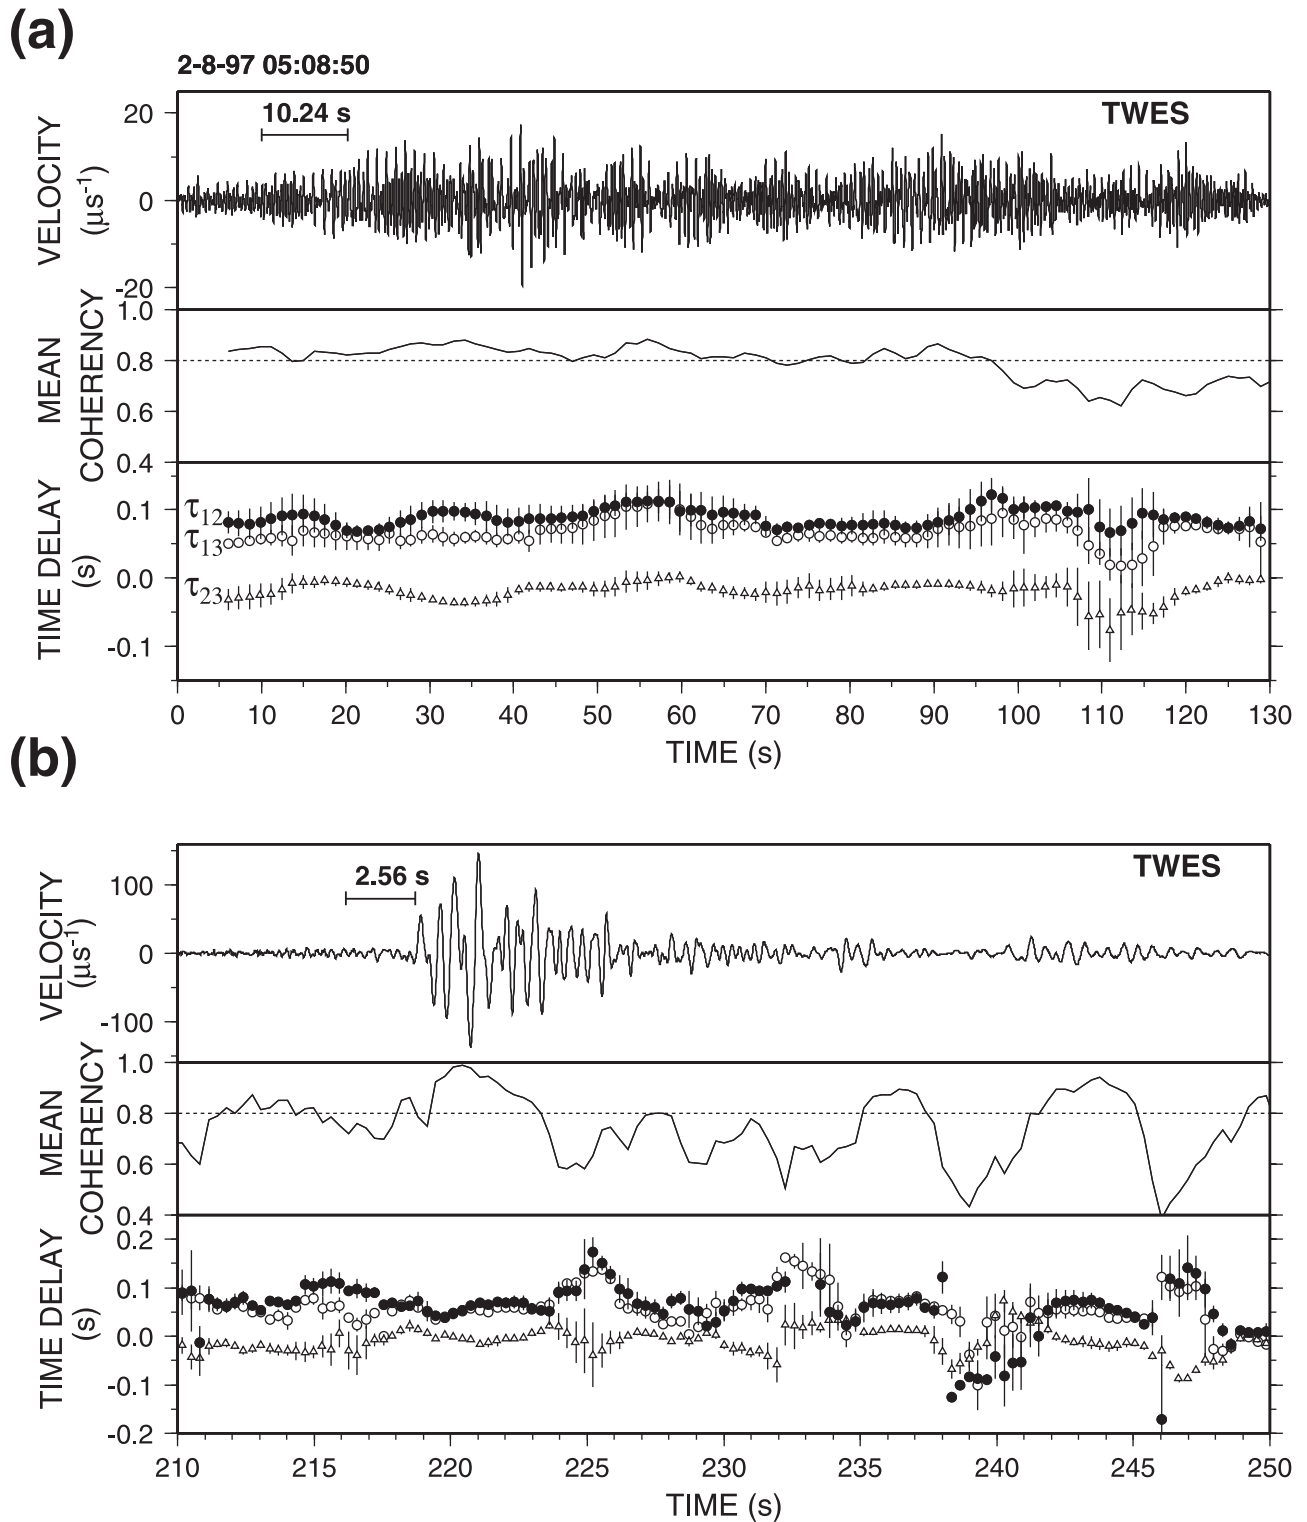 (a)
2-8-97 05:08:50
10.24 s
TWES
VELOCITY
(μs-1)
20
0
-20
MEAN
COHERENCY
1.0
0.8
0.6
0.4
TIME DELAY
(s)
0.1
0.0
-0.1
τ12
τ13
τ23
0 10 20 30 40 50 60 70 80 90 100 110 120 130
TIME (s)
(b)
2.56 s
TWES
VELOCITY
(μs-1)
100
0
-100
MEAN
COHERENCY
1.0
0.8
0.6
0.4
TIME DELAY
(s)
0.2
0.1
0.0
-0.1
-0.2
210 215 220 225 230 235 240 245 250
TIME (s)